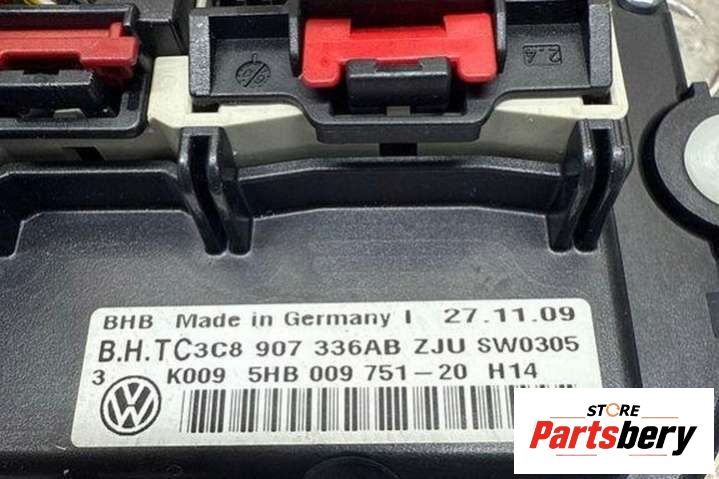 2.4
BHB Made in Germany I 27.11.09
B.H.TC3C8 907 336AB ZJU SW0305
3 K009 5HB 009 751-20 H14
STORE
Partsbery